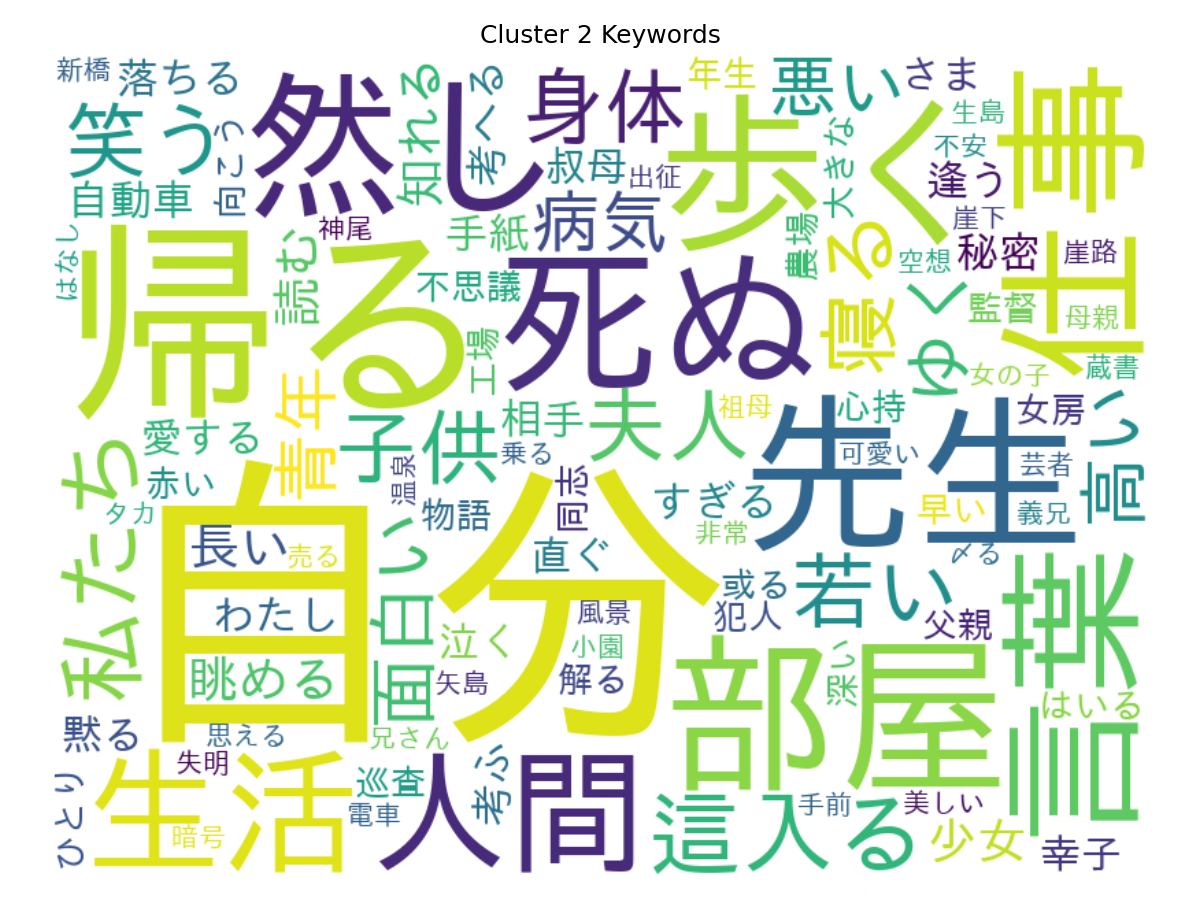 Cluster 2 Keywords
新橋
落ちる
笑う
自動車
向こう
然し
知れる
考へる
身体
叔母
出征
年生
悪い
さま
歩く
大きな
生島
不安
逢う
仕事
はなし
帰る
読む
神尾
手紙
病気
不思議
死ぬ
農場
寝る
崖下
空想
秘密
崖路
ゆく
監督
母親
女の子
蔵書
工場
青年
子供
相手
夫人
祖母
心持
女房
高い
私たち
愛する
赤い
タカ
温泉
乗る
物語
同志
すぎる
非常
先生
可愛い
早い
芸者
義兄
〆る
自分
長い
売る
わたし
眺める
面白い
直ぐ
風景
小園
解る
泣く
矢島
或る
犯人
若い
父親
言葉
深い
部屋
はいる
黙る
思える
失明
兄さん
ひとり
生活
暗号
巡査
電車
人間
考ふ
這入る
手前
美しい
少女
幸子